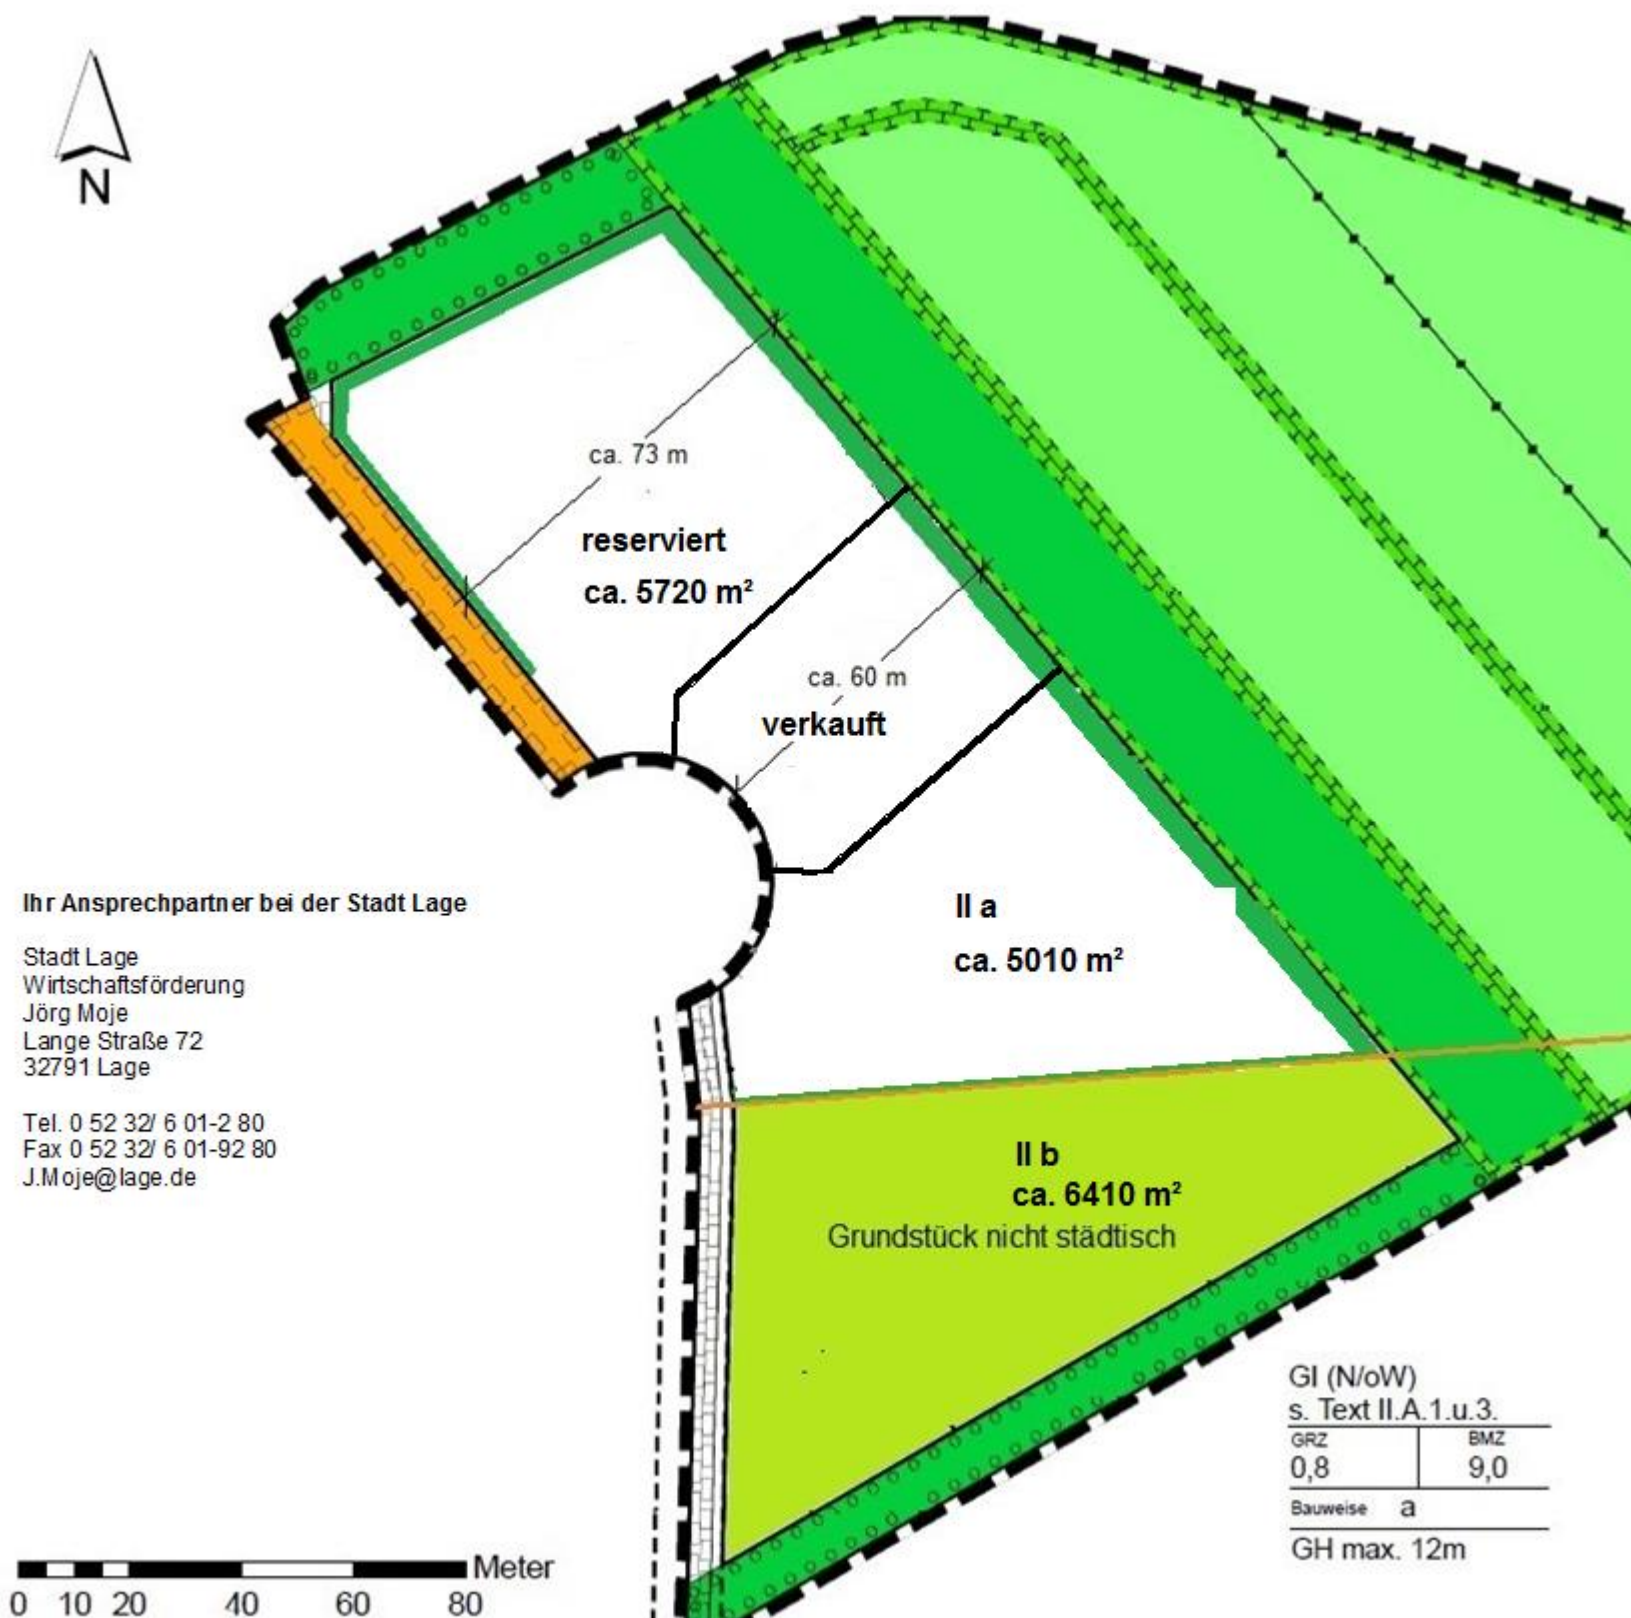 N
ca. 73 m
reserviert
ca. 5720 m²
ca. 60 m
verkauft
Ihr Ansprechpartner bei der Stadt Lage
Stadt Lage
Wirtschaftsförderung
Jörg Moje
Lange Straße 72
32791 Lage
Tel. 0 52 32/ 6 01-2 80
Fax 0 52 32/ 6 01-92 80
J.Moje@lage.de
II a
ca. 5010 m²
II b
ca. 6410 m²
Grundstück nicht städtisch
GI (N/oW)
s. Text II.A.1.u.3.
GRZ BMZ
0,8 9,0
Bauweise a
GH max. 12m
Meter
0 10 20 40 60 80